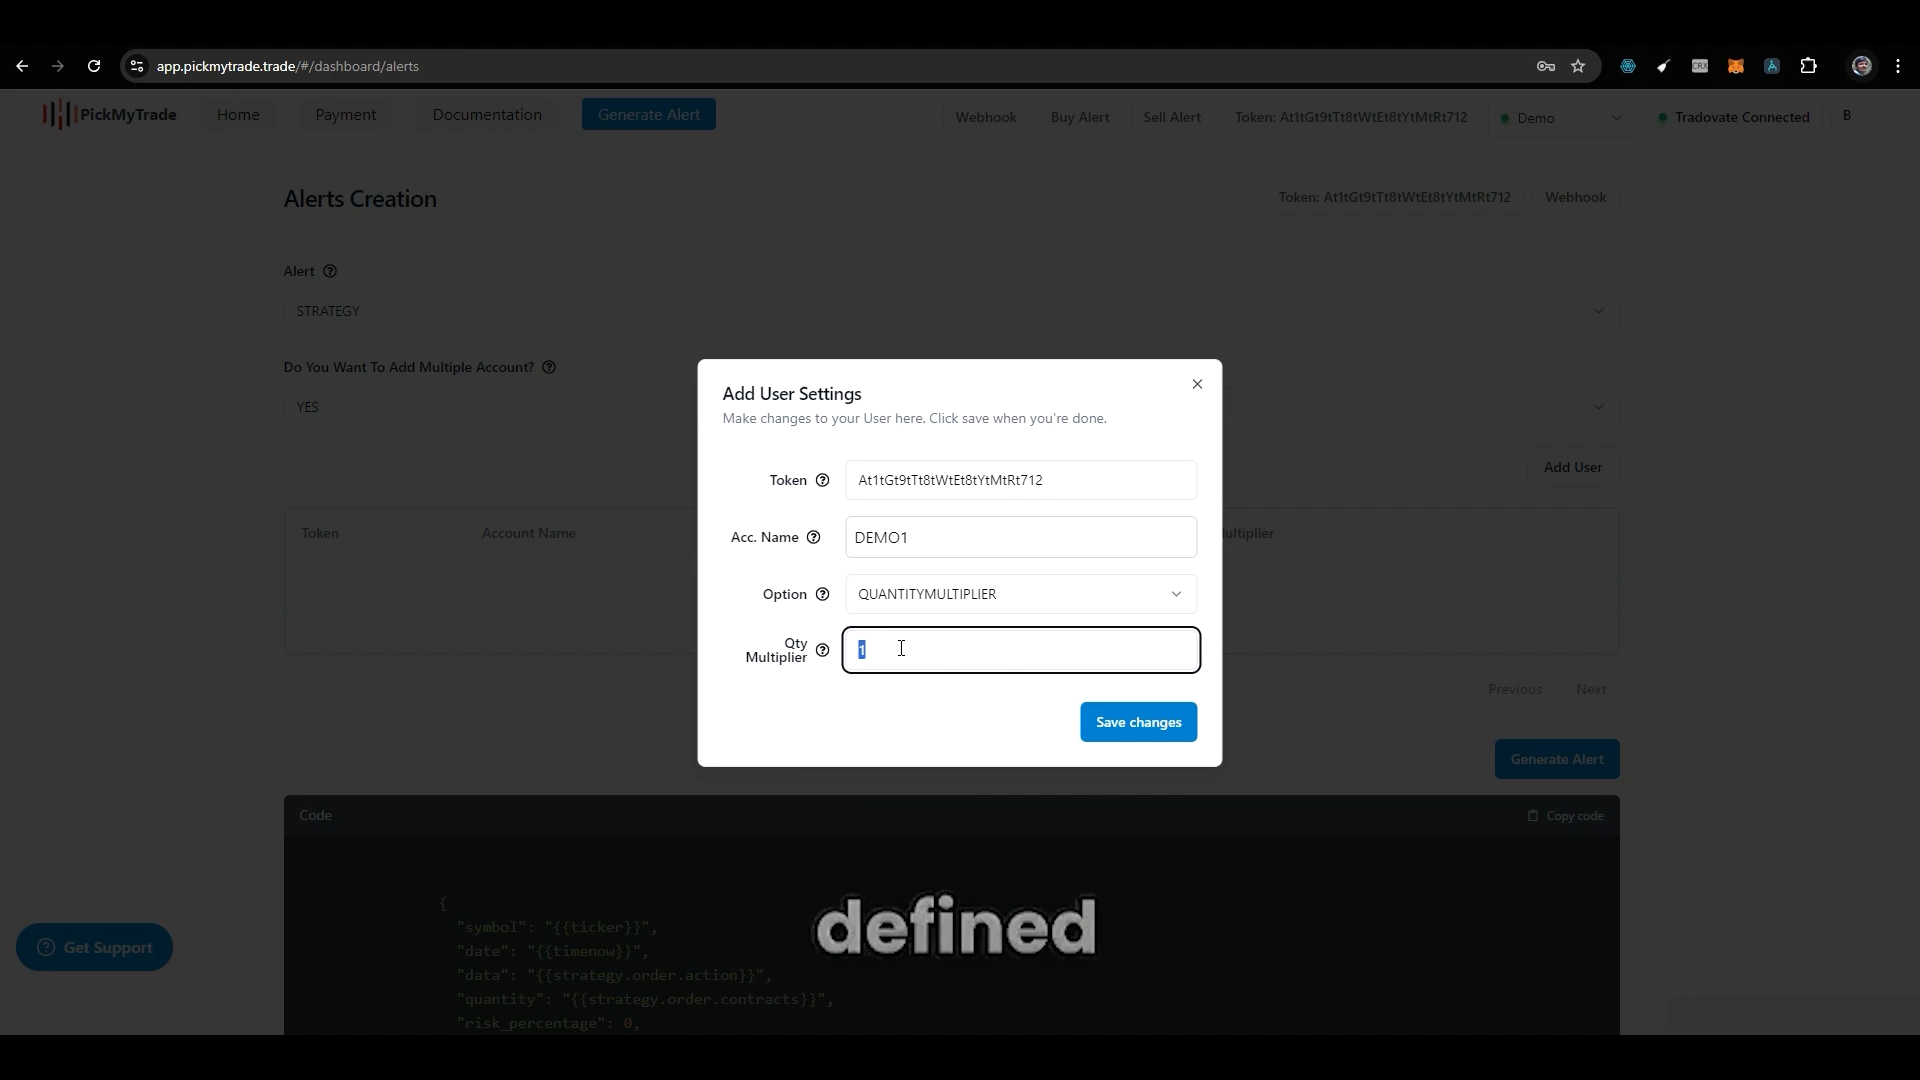 app.pickmytrade.trade/#/dashboard/alerts
CRX
PickMyTrade Home Payment Documentation Generate Alert Webhook Buy Alert Sell Alert Token: At1tGt9tTt8tWtEt8tYtMtRt712 Demo Tradovate Connected B
Alerts Creation Token: At1tGt9tTt8tWtEt8tYtMtRt712 Webhook
Alert
STRATEGY
Do You Want To Add Multiple Account?
YES
Add User
Token Account Name
Add User Settings
Make changes to your User here. Click save when you're done.
Token At1tGt9tTt8tWtEt8tYtMtRt712
Acc. Name DEMO1
Option QUANTITYMULTIPLIER
Qty
Multiplier 1
Save changes
Previous Next
Generate Alert
Code Copy code
{
"symbol": "{{ticker}}",
"date": "{{timenow}}",
"data": "{{strategy.order.action}}",
"quantity": "{{strategy.order.contracts}}",
"risk_percentage": 0,
defined
Get Support